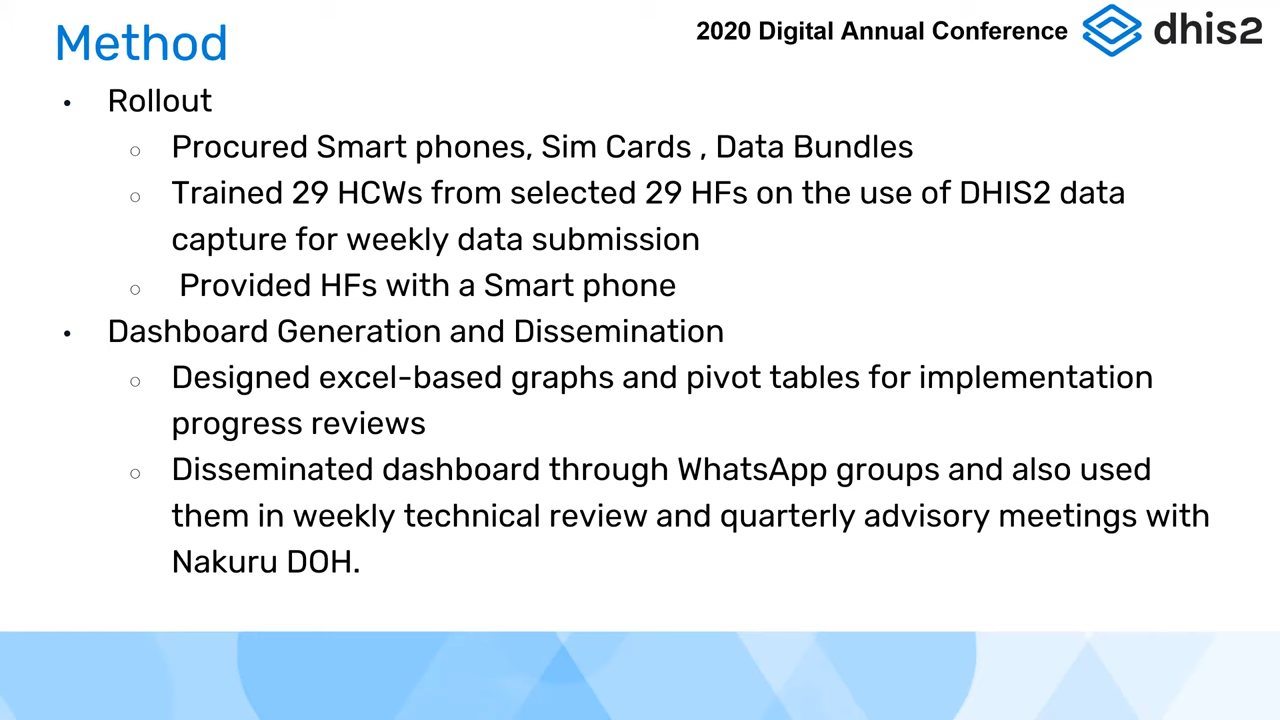 Method
2020 Digital Annual Conference
dhis2
• Rollout
○ Procured Smart phones, Sim Cards , Data Bundles
○ Trained 29 HCWs from selected 29 HFs on the use of DHIS2 data
capture for weekly data submission
○ Provided HFs with a Smart phone
• Dashboard Generation and Dissemination
○ Designed excel-based graphs and pivot tables for implementation
progress reviews
○ Disseminated dashboard through WhatsApp groups and also used
them in weekly technical review and quarterly advisory meetings with
Nakuru DOH.